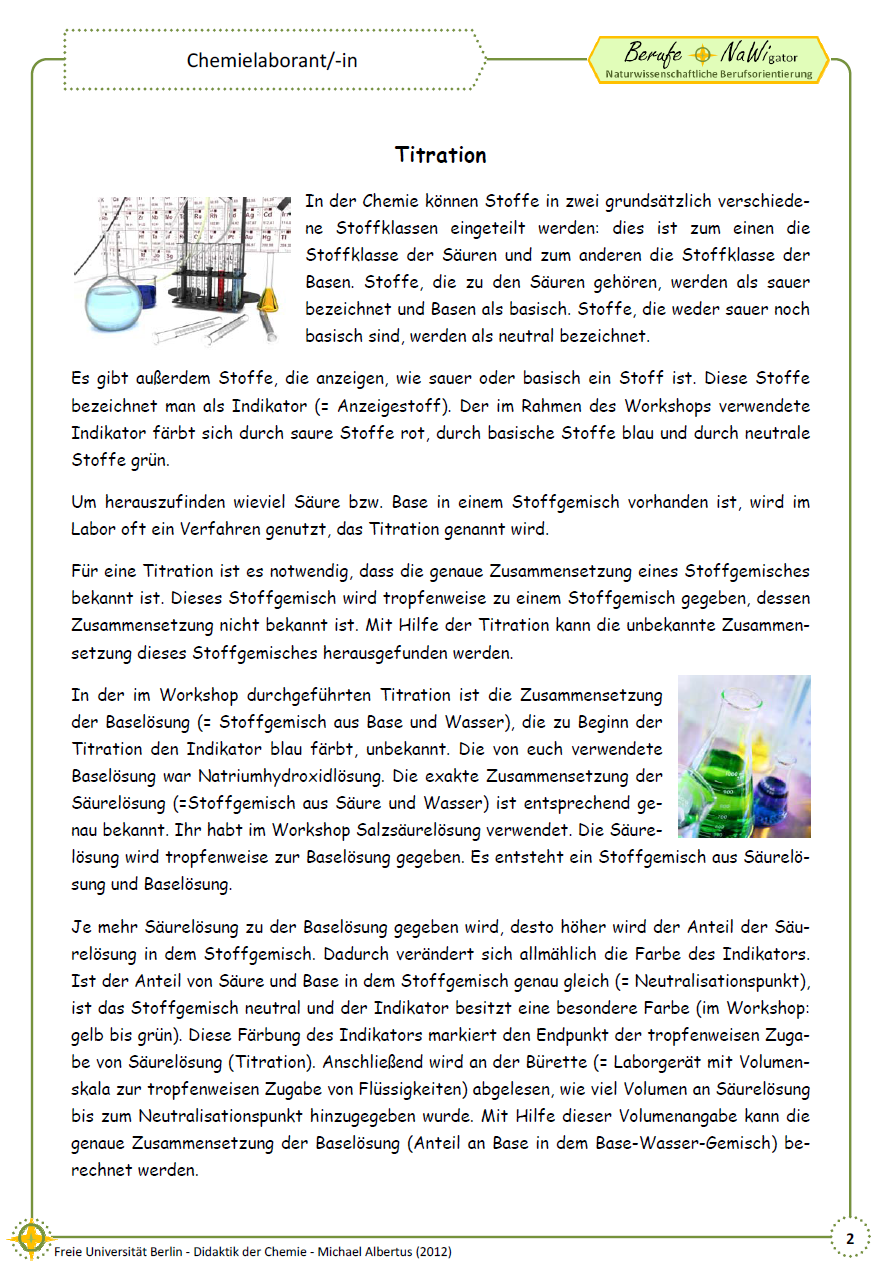 Chemielaborant/-in
Berufe NaWigator
Naturwissenschaftliche Berufsorientierung
Titration
In der Chemie können Stoffe in zwei grundsätzlich verschiede-
ne Stoffklassen eingeteilt werden: dies ist zum einen die
Stoffklasse der Säuren und zum anderen die Stoffklasse der
Basen. Stoffe, die zu den Säuren gehören, werden als sauer
bezeichnet und Basen als basisch. Stoffe, die weder sauer noch
basisch sind, werden als neutral bezeichnet.
Es gibt außerdem Stoffe, die anzeigen, wie sauer oder basisch ein Stoff ist. Diese Stoffe
bezeichnet man als Indikator (= Anzeigestoff). Der im Rahmen des Workshops verwendete
Indikator färbt sich durch saure Stoffe rot, durch basische Stoffe blau und durch neutrale
Stoffe grün.
Um herauszufinden wieviel Säure bzw. Base in einem Stoffgemisch vorhanden ist, wird im
Labor oft ein Verfahren genutzt, das Titration genannt wird.
Für eine Titration ist es notwendig, dass die genaue Zusammensetzung eines Stoffgemisches
bekannt ist. Dieses Stoffgemisch wird tropfenweise zu einem Stoffgemisch gegeben, dessen
Zusammensetzung nicht bekannt ist. Mit Hilfe der Titration kann die unbekannte Zusammen-
setzung dieses Stoffgemisches herausgefunden werden.
In der im Workshop durchgeführten Titration ist die Zusammensetzung
der Baselösung (= Stoffgemisch aus Base und Wasser), die zu Beginn der
Titration den Indikator blau färbt, unbekannt. Die von euch verwendete
Baselösung war Natriumhydroxidlösung. Die exakte Zusammensetzung der
Säurelösung (=Stoffgemisch aus Säure und Wasser) ist entsprechend ge-
nau bekannt. Ihr habt im Workshop Salzsäurelösung verwendet. Die Säure-
lösung wird tropfenweise zur Baselösung gegeben. Es entsteht ein Stoffgemisch aus Säurelö-
sung und Baselösung.
Je mehr Säurelösung zu der Baselösung gegeben wird, desto höher wird der Anteil der Säu-
relösung in dem Stoffgemisch. Dadurch verändert sich allmählich die Farbe des Indikators.
Ist der Anteil von Säure und Base in dem Stoffgemisch genau gleich (= Neutralisationspunkt),
ist das Stoffgemisch neutral und der Indikator besitzt eine besondere Farbe (im Workshop:
gelb bis grün). Diese Färbung des Indikators markiert den Endpunkt der tropfenweisen Zuga-
be von Säurelösung (Titration). Anschließend wird an der Bürette (= Laborgerät mit Volumen-
skala zur tropfenweisen Zugabe von Flüssigkeiten) abgelesen, wie viel Volumen an Säurelösung
bis zum Neutralisationspunkt hinzugegeben wurde. Mit Hilfe dieser Volumenangabe kann die
genaue Zusammensetzung der Baselösung (Anteil an Base in dem Base-Wasser-Gemisch) be-
rechnet werden.
Freie Universität Berlin - Didaktik der Chemie - Michael Albertus (2012)
2